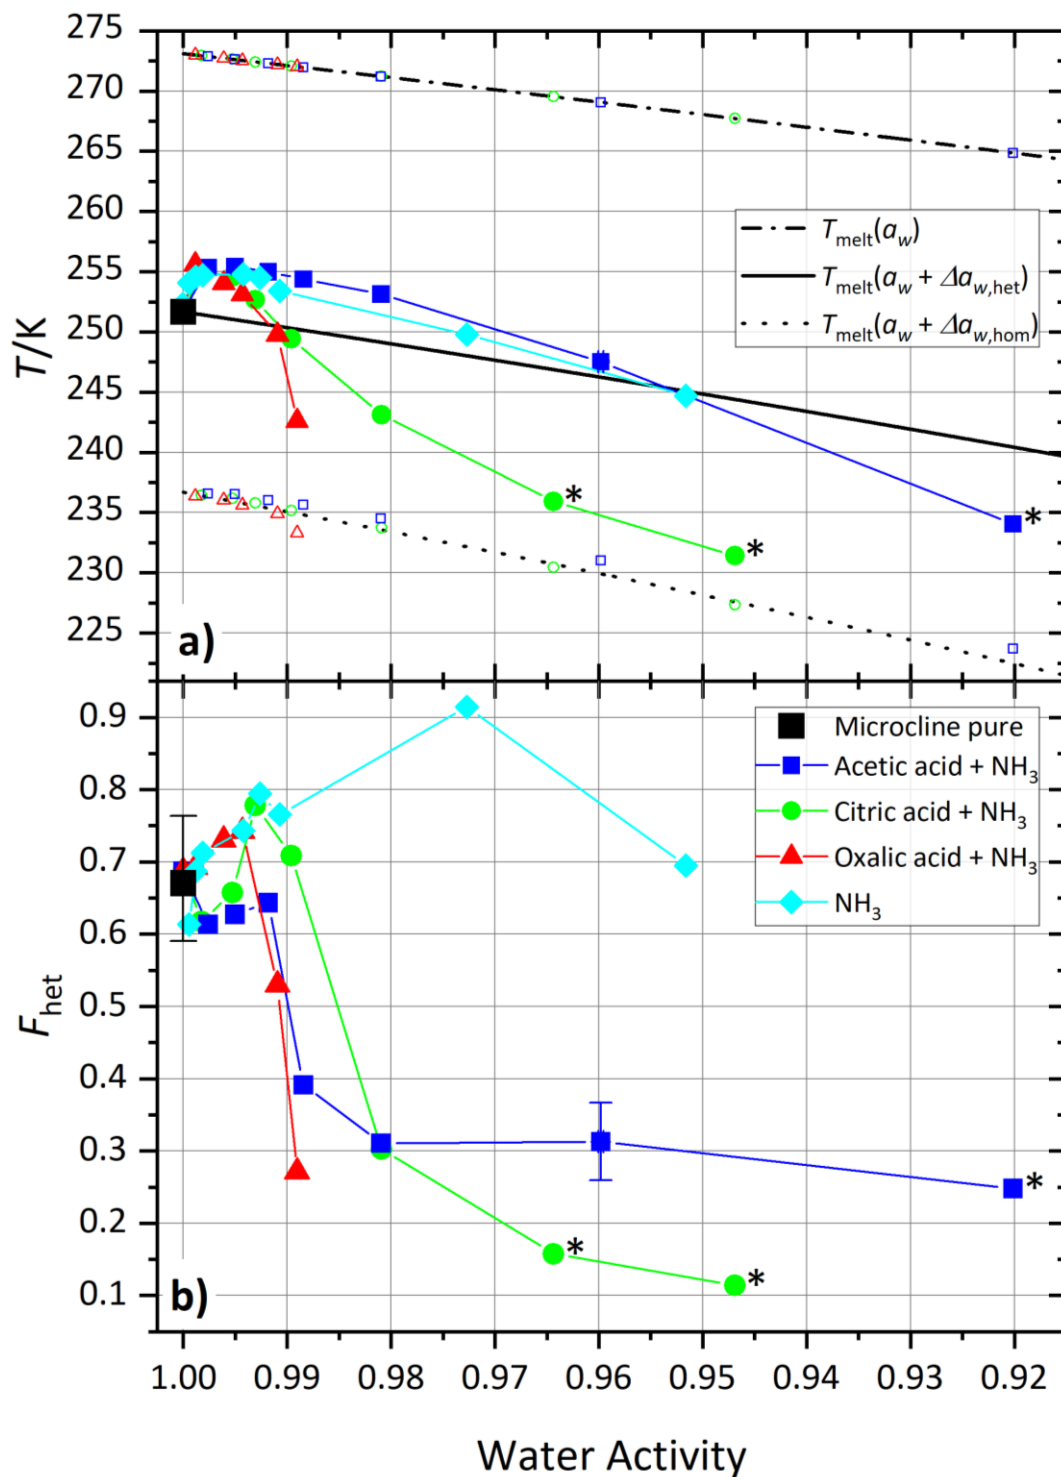 275
270
265
260
255
250
245
240
235
230
225
T/K
T_melt(a_w)
T_melt(a_w + Δa_w,het)
T_melt(a_w + Δa_w,hom)
*
*
*
a)
0.9
0.8
0.7
0.6
0.5
0.4
0.3
0.2
0.1
F_het
Microcline pure
Acetic acid + NH₃
Citric acid + NH₃
Oxalic acid + NH₃
NH₃
*
*
*
b)
1.00 0.99 0.98 0.97 0.96 0.95 0.94 0.93 0.92
Water Activity